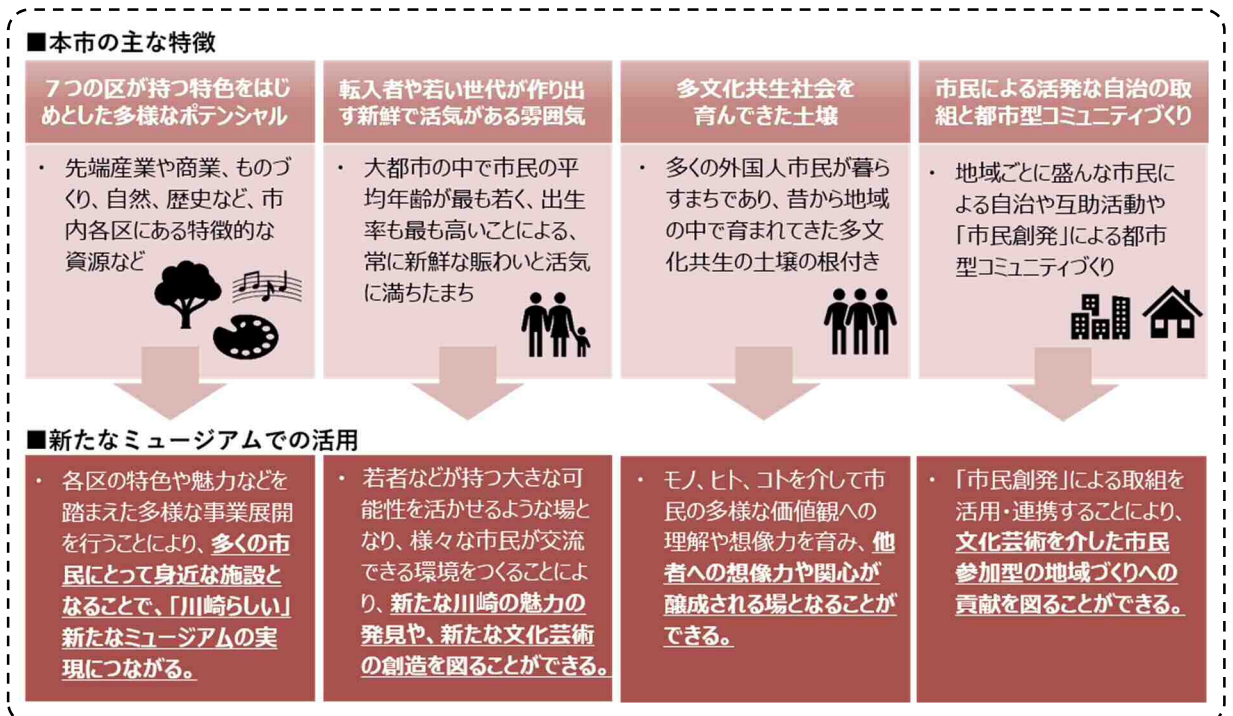 ■本市の主な特徴
7つの区が持つ特色をはじ
めとした多様なポテンシャル
・ 先端産業や商業、ものづ
くり、自然、歴史など、市
内各区にある特徴的な
資源など
転入者や若い世代が作り出
す新鮮で活気がある雰囲気
・ 大都市の中で市民の平
均年齢が最も若く、出生
率も最も高いことによる、
常に新鮮な賑わいと活気
に満ちたまち
多文化共生社会を
育んできた土壌
・ 多くの外国人市民が暮ら
すまちであり、昔から地域
の中で育まれてきた多文
化共生の土壌の根付き
市民による活発な自治の取
組と都市型コミュニティづくり
・ 地域ごとに盛んな市民に
よる自治や互助活動や
「市民創発」による都市
型コミュニティづくり
■新たなミュージアムでの活用
・ 各区の特色や魅力などを
踏まえた多様な事業展開
を行うことにより、多くの市
民にとって身近な施設と
なることで、「川崎らしい」
新たなミュージアムの実
現につながる。
・ 若者などが持つ大きな可
能性を活かせるような場と
なり、様々な市民が交流
できる環境をつくることによ
り、新たな川崎の魅力の
発見や、新たな文化芸術
の創造を図ることができる。
・ モノ、ヒト、コトを介して市
民の多様な価値観への
理解や想像力を育み、他
者への想像力や関心が
醸成される場となることが
できる。
・ 「市民創発」による取組を
活用・連携することにより、
文化芸術を介した市民
参加型の地域づくりへの
貢献を図ることができる。